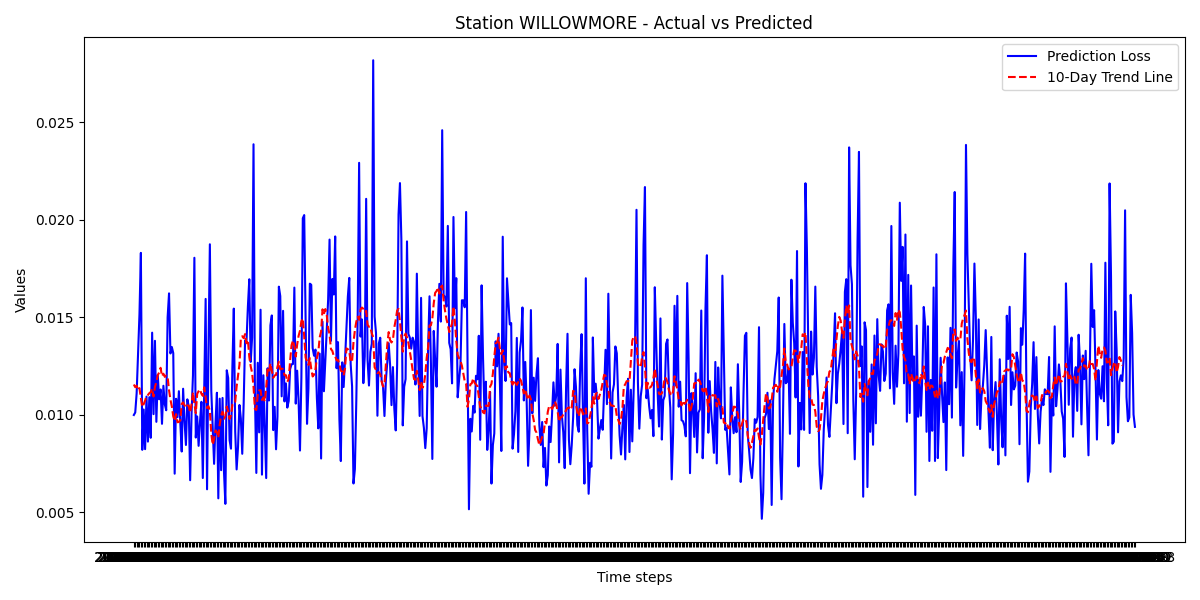 Station WILLOWMORE - Actual vs Predicted
Prediction Loss
10-Day Trend Line
Values
0.025
0.020
0.015
0.010
0.005
Time steps